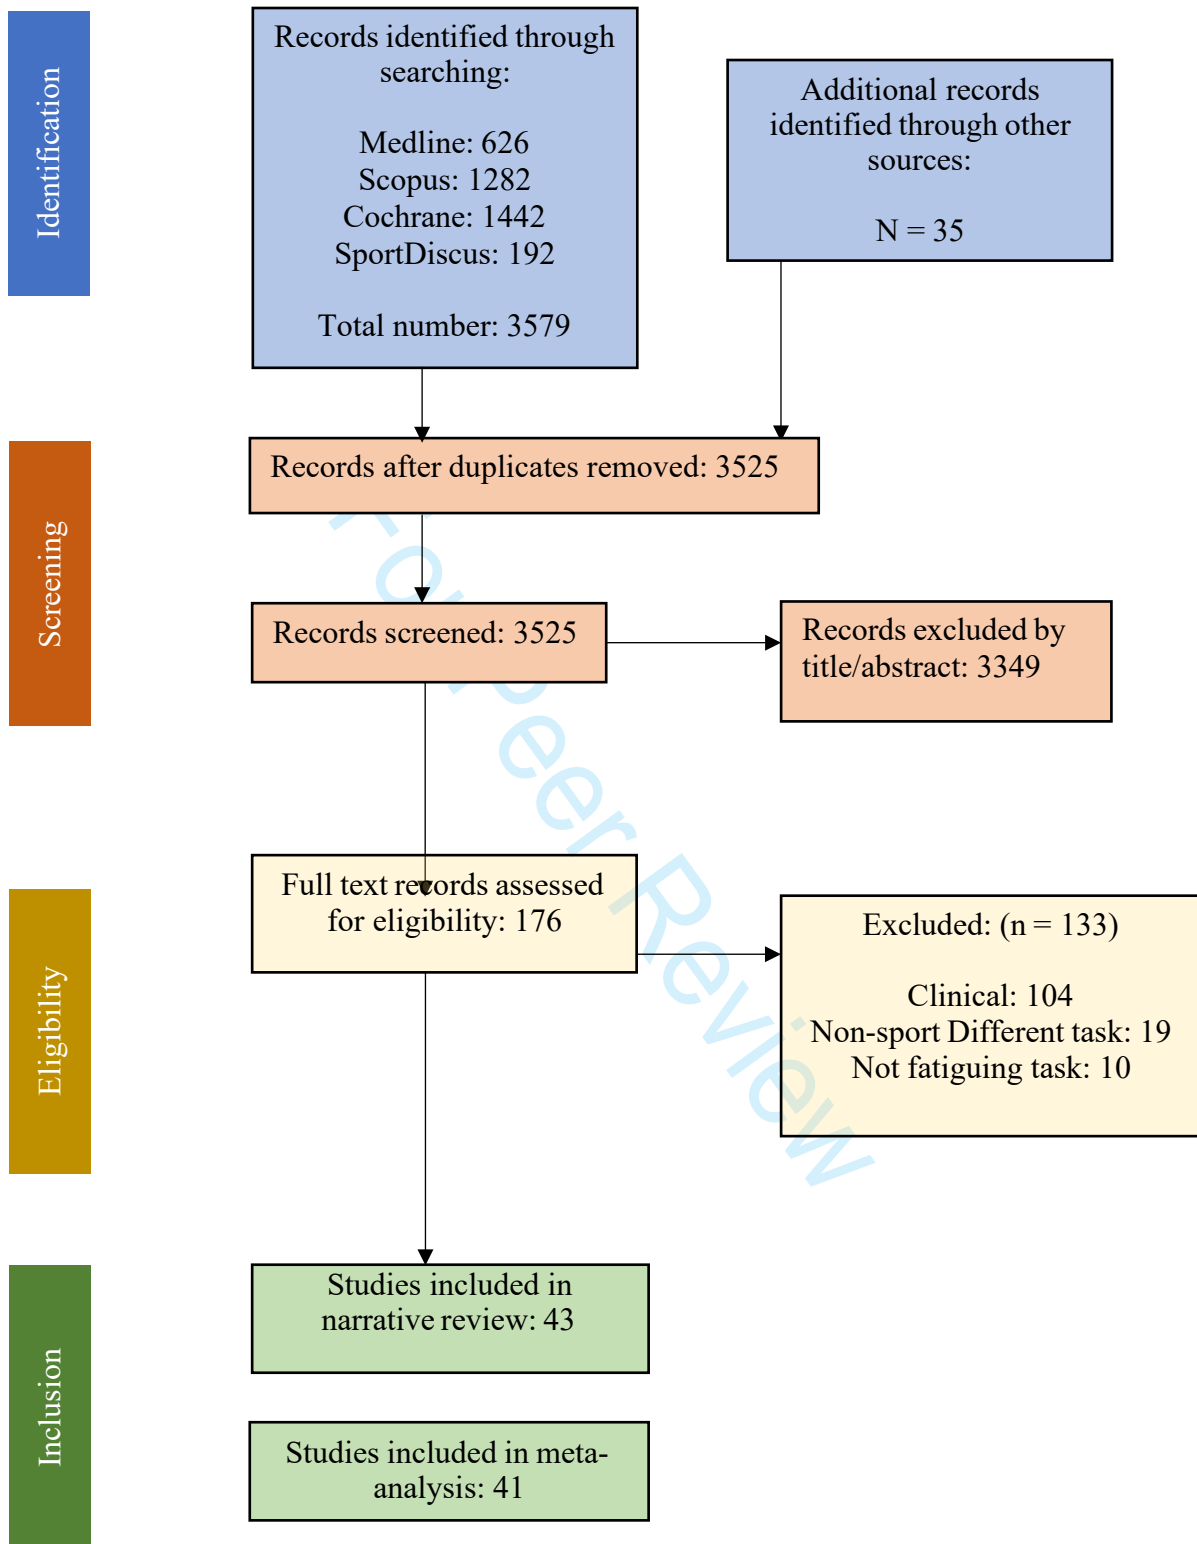 Identification
Records identified through
searching:
Medline: 626
Scopus: 1282
Cochrane: 1442
SportDiscus: 192
Total number: 3579
Additional records
identified through other
sources:
N = 35
Screening
Records after duplicates removed: 3525
Records screened: 3525
Records excluded by
title/abstract: 3349
Eligibility
Full text records assessed
for eligibility: 176
Excluded: (n = 133)
Clinical: 104
Non-sport Different task: 19
Not fatiguing task: 10
Inclusion
Studies included in
narrative review: 43
Studies included in meta-
analysis: 41
For Peer Review